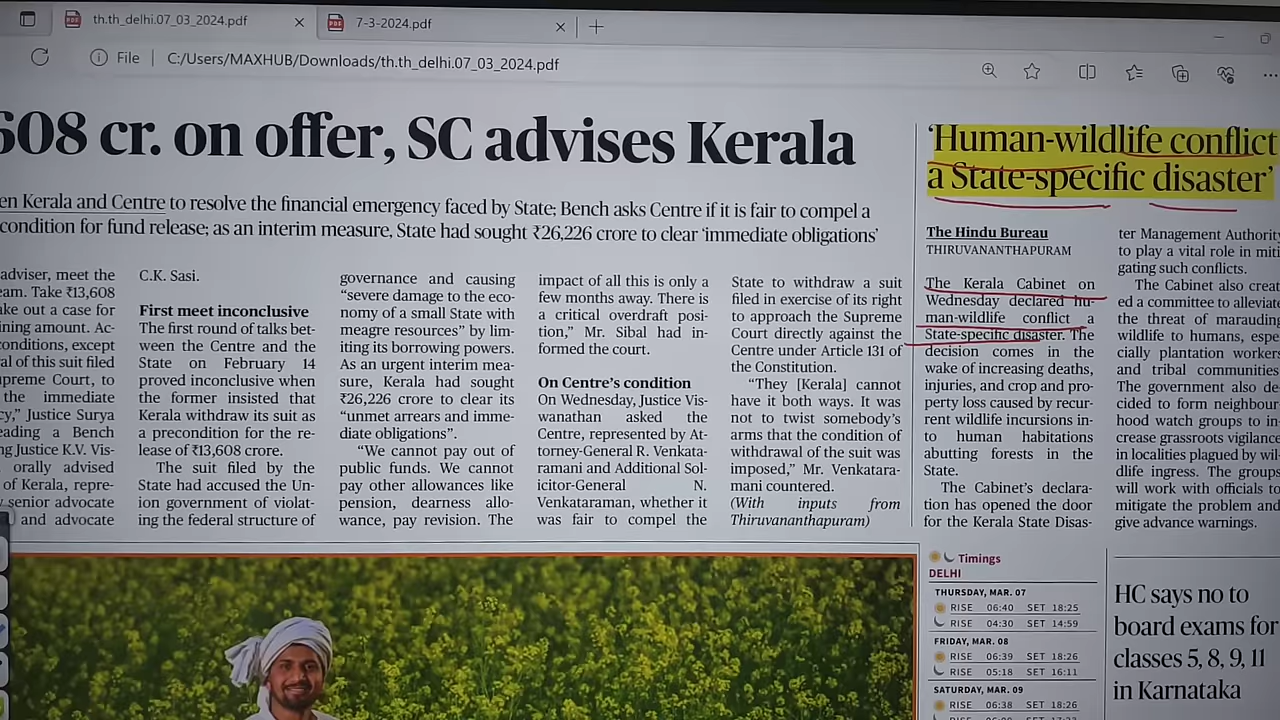 th.th_delhi.07_03_2024.pdf
7-3-2024.pdf
File
C:/Users/MAXHUB/Downloads/th.th_delhi.07_03_2024.pdf
608 cr. on offer, SC advises Kerala
en Kerala and Centre to resolve the financial emergency faced by State; Bench asks Centre if it is fair to compel a
condition for fund release; as an interim measure, State had sought ₹26,226 crore to clear ‘immediate obligations’
adviser, meet the
eam. Take ₹13,608
ake out a case for
ining amount. Ac-
conditions, except
al of this suit filed
upreme Court, to
the immediate
cy,” Justice Surya
eading a Bench
ng Justice K.V. Vis-
orally advised
of Kerala, repre-
y senior advocate
and advocate
C.K. Sasi.
First meet inconclusive
The first round of talks bet-
ween the Centre and the
State on February 14
proved inconclusive when
the former insisted that
Kerala withdraw its suit as
a precondition for the re-
lease of ₹13,608 crore.
The suit filed by the
State had accused the Un-
ion government of violat-
ing the federal structure of
governance and causing
“severe damage to the eco-
nomy of a small State with
meagre resources” by lim-
iting its borrowing powers.
As an urgent interim mea-
sure, Kerala had sought
₹26,226 crore to clear its
“unmet arrears and imme-
diate obligations”.
“We cannot pay out of
public funds. We cannot
pay other allowances like
pension, dearness allo-
wance, pay revision. The
impact of all this is only a
few months away. There is
a critical overdraft posi-
tion,” Mr. Sibal had in-
formed the court.
On Centre’s condition
On Wednesday, Justice Vis-
wanathan asked the
Centre, represented by At-
torney-General R. Venkata-
ramani and Additional Sol-
icitor-General N.
Venkataraman, whether it
was fair to compel the
State to withdraw a suit
filed in exercise of its right
to approach the Supreme
Court directly against the
Centre under Article 131 of
the Constitution.
“They [Kerala] cannot
have it both ways. It was
not to twist somebody’s
arms that the condition of
withdrawal of the suit was
imposed,” Mr. Venkatara-
mani countered.
(With inputs from
Thiruvananthapuram)
‘Human-wildlife conflict
a State-specific disaster’
The Hindu Bureau
THIRUVANANTHAPURAM
The Kerala Cabinet on
Wednesday declared hu-
man-wildlife conflict a
State-specific disaster. The
decision comes in the
wake of increasing deaths,
injuries, and crop and pro-
perty loss caused by recur-
rent wildlife incursions in-
to human habitations
abutting forests in the
State.
The Cabinet’s declara-
tion has opened the door
for the Kerala State Disas-
ter Management Authority
to play a vital role in miti
gating such conflicts.
The Cabinet also creat
ed a committee to alleviate
the threat of marauding
wildlife to humans, espe
cially plantation workers
and tribal communities
The government also de
cided to form neighbour
hood watch groups to in-
crease grassroots vigilance
in localities plagued by wil-
dlife ingress. The groups
will work with officials to
mitigate the problem and
give advance warnings.
Timings
DELHI
THURSDAY, MAR. 07
RISE 06:40 SET 18:25
RISE 04:30 SET 14:59
FRIDAY, MAR. 08
RISE 06:39 SET 18:26
RISE 05:18 SET 16:11
SATURDAY, MAR. 09
RISE 06:38 SET 18:26
HC says no to
board exams for
classes 5, 8, 9, 11
in Karnataka